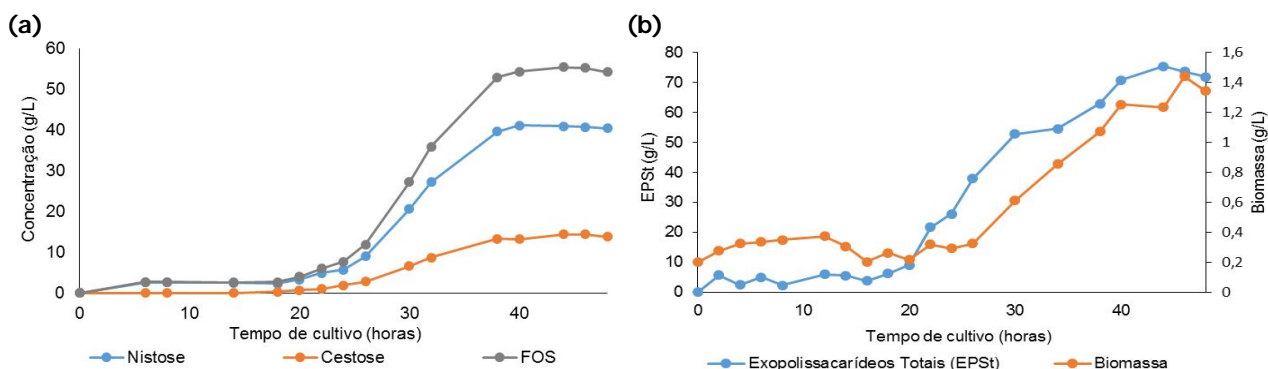 (a)
60
50
40
30
20
10
0
Concentração (g/L)
0 10 20 30 40
Tempo de cultivo (horas)
Nistose Cestose FOS
(b)
80
70
60
50
40
30
20
10
0
EPSt (g/L)
1,6
1,4
1,2
1
0,8
0,6
0,4
0,2
0
Biomassa (g/L)
0 10 20 30 40
Tempo de cultivo (horas)
Exopolissacarídeos Totais (EPSt) Biomassa